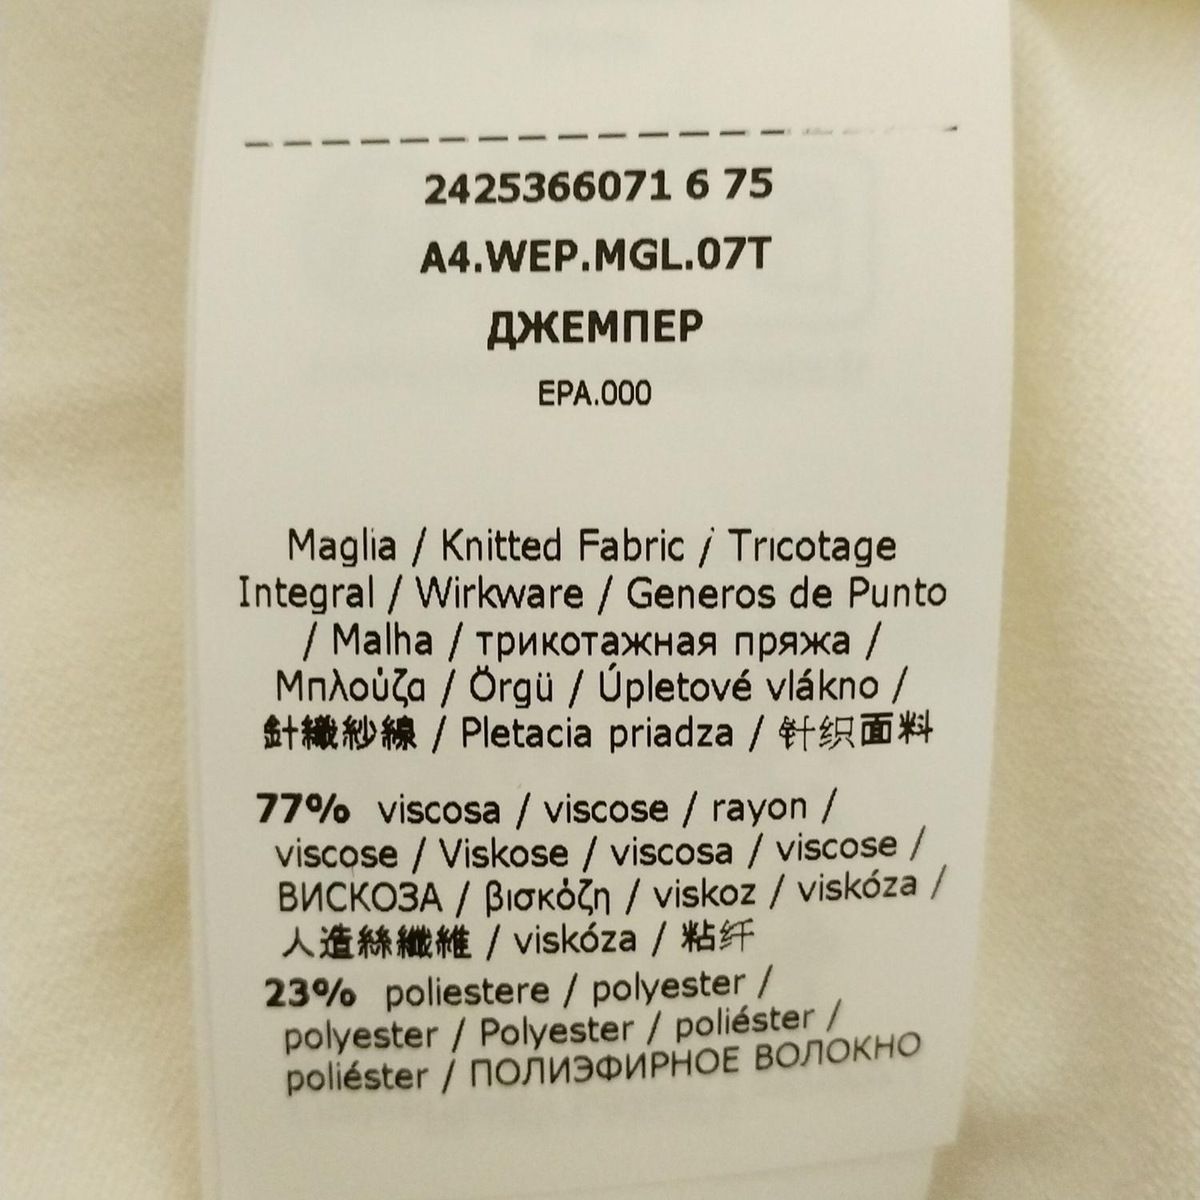 2425366071 6 75
A4.WEP.MGL.07T
ДЖЕМПЕР
EPA.000
Maglia / Knitted Fabric / Tricotage
Integral / Wirkware / Generos de Punto
/ Malha / трикотажная пряжа /
Μπλούζα / Örgü / Úpletové vlákno /
針織紗線 / Pletacia priadza / 针织面料
77% viscosa / viscose / rayon /
viscose / Viskose / viscosa / viscose /
ВИСКОЗА / βισκόζη / viskoz / viskóza /
人造絲纖維 / viskóza / 粘纤
23% poliestere / polyester /
polyester / Polyester / poliéster /
poliéster / ПОЛИЭФИРНОЕ ВОЛОКНО